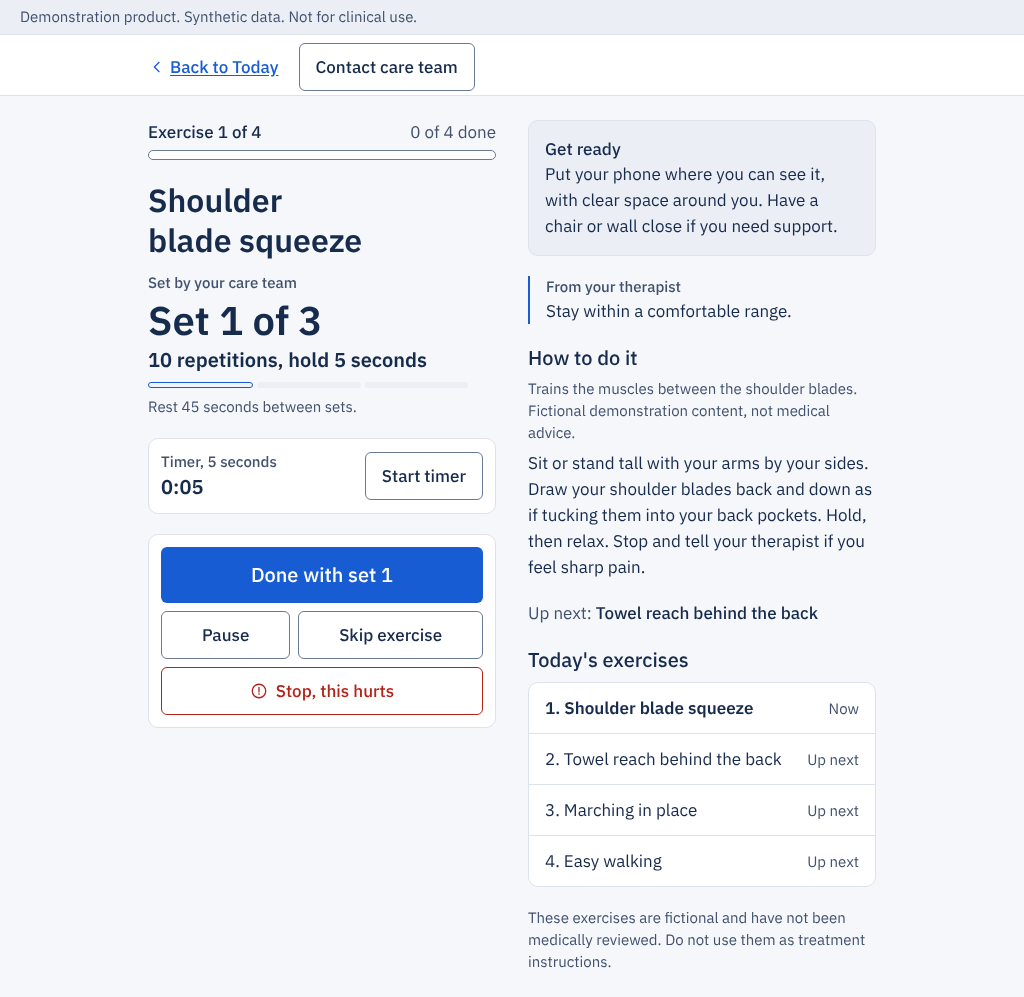 Demonstration product. Synthetic data. Not for clinical use.
Back to Today
Contact care team
Exercise 1 of 4
0 of 4 done
Shoulder
blade squeeze
Set by your care team
Set 1 of 3
10 repetitions, hold 5 seconds
Rest 45 seconds between sets.
Timer, 5 seconds
0:05
Start timer
Done with set 1
Pause
Skip exercise
Stop, this hurts
Get ready
Put your phone where you can see it,
with clear space around you. Have a
chair or wall close if you need support.
From your therapist
Stay within a comfortable range.
How to do it
Trains the muscles between the shoulder blades.
Fictional demonstration content, not medical
advice.
Sit or stand tall with your arms by your sides.
Draw your shoulder blades back and down as
if tucking them into your back pockets. Hold,
then relax. Stop and tell your therapist if you
feel sharp pain.
Up next: Towel reach behind the back
Today's exercises
1. Shoulder blade squeeze
Now
2. Towel reach behind the back
Up next
3. Marching in place
Up next
4. Easy walking
Up next
These exercises are fictional and have not been
medically reviewed. Do not use them as treatment
instructions.